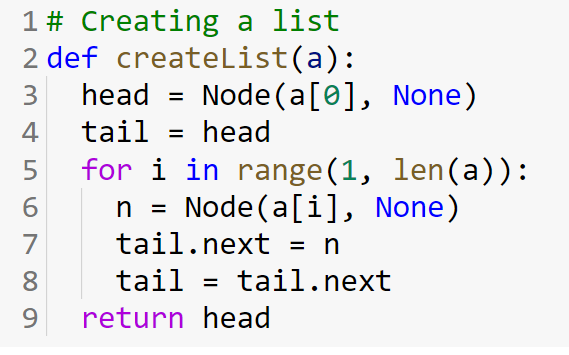 1 # Creating a list
2 def createList(a):
3   head = Node(a[0], None)
4   tail = head
5   for i in range(1, len(a)):
6     n = Node(a[i], None)
7     tail.next = n
8     tail = tail.next
9   return head